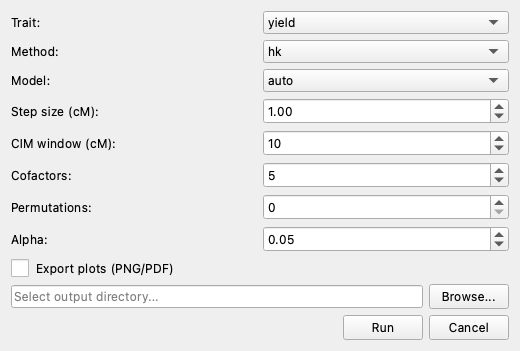 Trait: yield
Method: hk
Model: auto
Step size (cM): 1.00
CIM window (cM): 10
Cofactors: 5
Permutations: 0
Alpha: 0.05
Export plots (PNG/PDF)
Select output directory... Browse...
Run Cancel